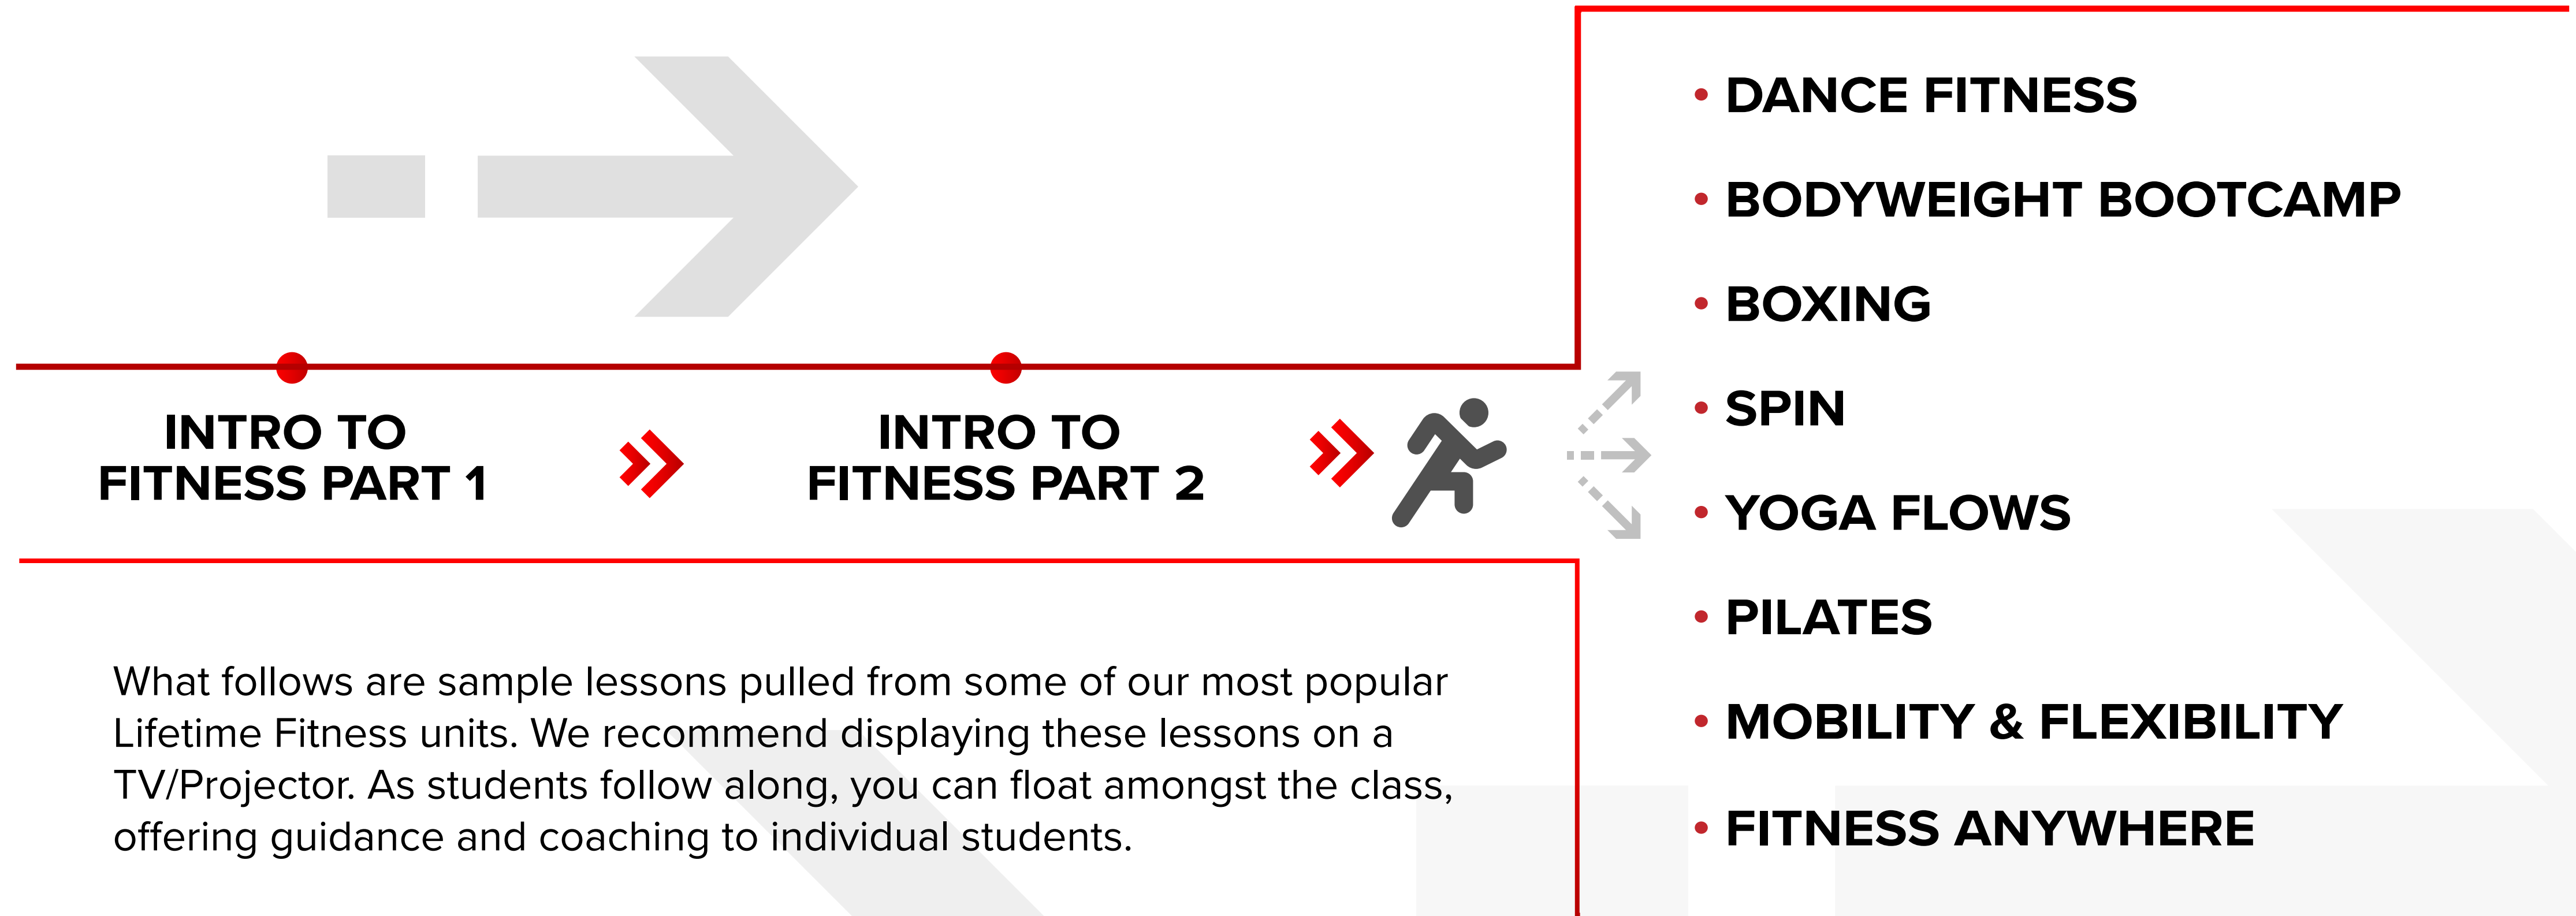 INTRO TO
FITNESS PART 1
INTRO TO
FITNESS PART 2
What follows are sample lessons pulled from some of our most popular
Lifetime Fitness units. We recommend displaying these lessons on a
TV/Projector. As students follow along, you can float amongst the class,
offering guidance and coaching to individual students.
• DANCE FITNESS
• BODYWEIGHT BOOTCAMP
• BOXING
• SPIN
• YOGA FLOWS
• PILATES
• MOBILITY & FLEXIBILITY
• FITNESS ANYWHERE